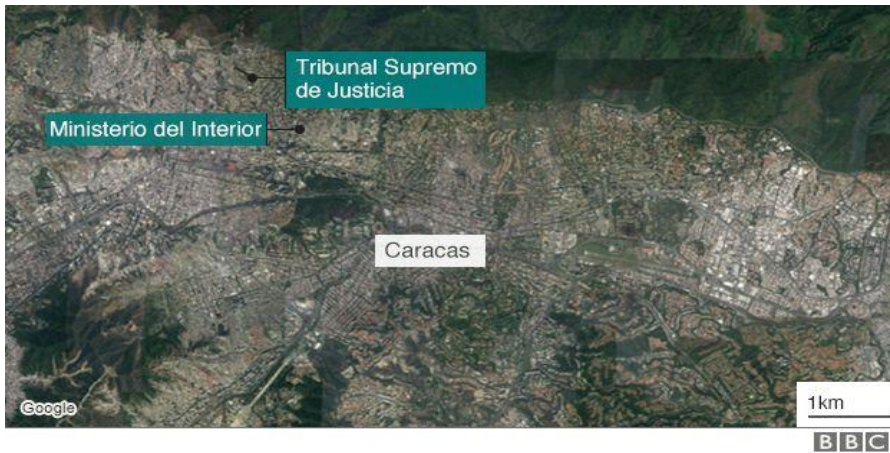 Tribunal Supremo
de Justicia
Ministerio del Interior
Caracas
Google
1km
BBC